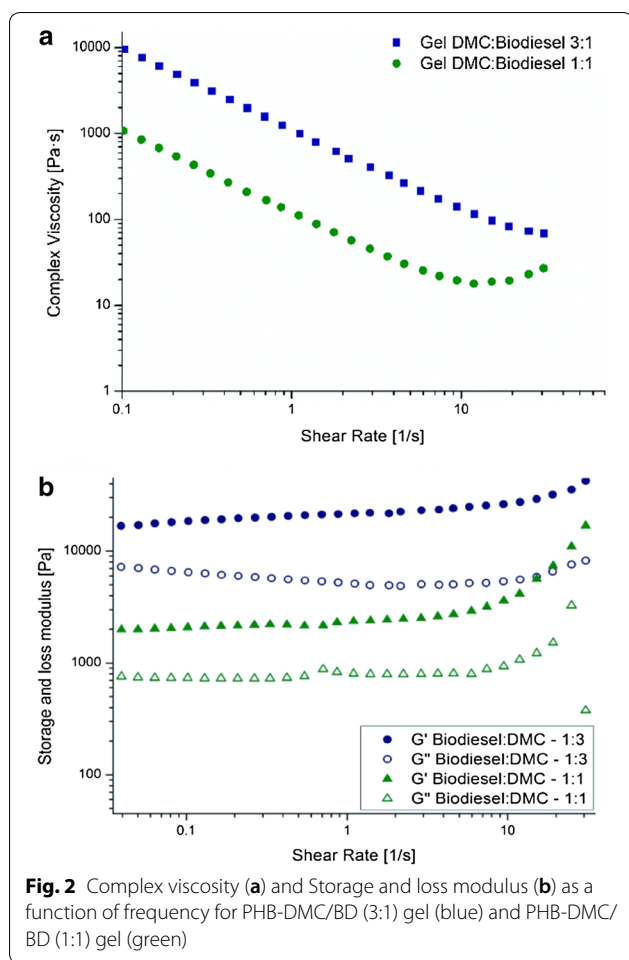 a
Gel DMC:Biodiesel 3:1
Gel DMC:Biodiesel 1:1
10000
1000
100
10
1
Complex Viscosity [Pa·s]
0.1
1
10
Shear Rate [1/s]
b
10000
1000
100
Storage and loss modulus [Pa]
G' Biodiesel:DMC - 1:3
G" Biodiesel:DMC - 1:3
G' Biodiesel:DMC - 1:1
G" Biodiesel:DMC - 1:1
0.1
1
10
Shear Rate [1/s]
Fig. 2 Complex viscosity (a) and Storage and loss modulus (b) as a
function of frequency for PHB-DMC/BD (3:1) gel (blue) and PHB-DMC/
BD (1:1) gel (green)